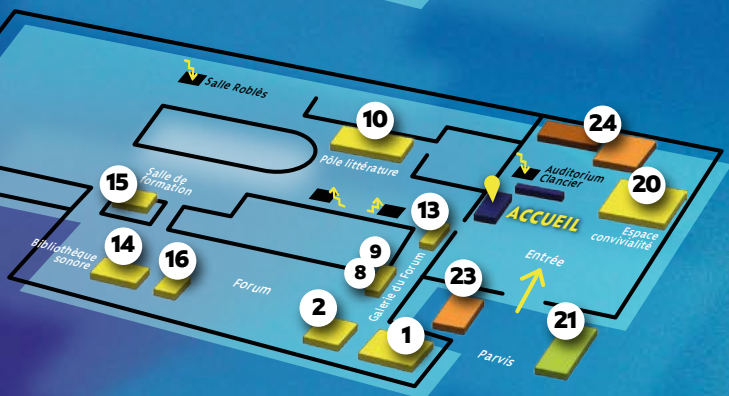 Salle Roblès
10
24
Pôle littérature
Auditorium
Clancier
15
Salle de
formation
20
13
ACCUEIL
Espace
convivialité
Bibliothèque
sonore
14
16
9
8
Galerie du Forum
Entrée
Forum
23
2
1
21
Parvis